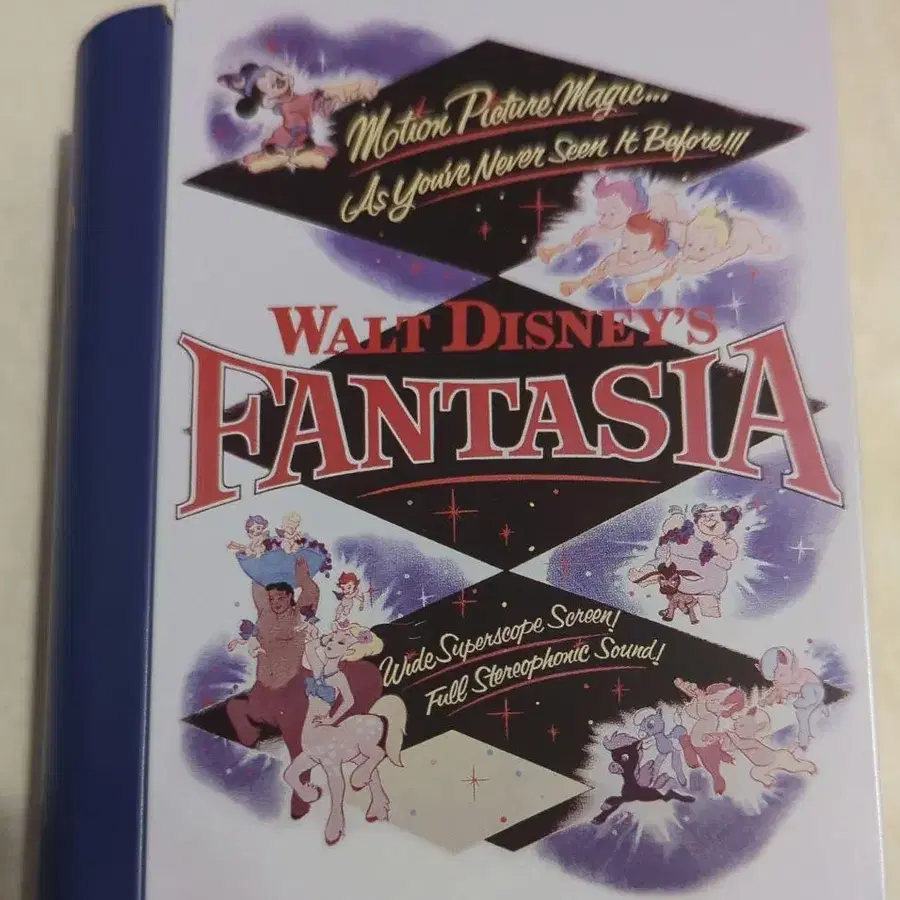 Motion Picture Magic...
As You've Never Seen It Before!!!
WALT DISNEY'S
FANTASIA
Wide Superscope Screen!
Full Stereophonic Sound!